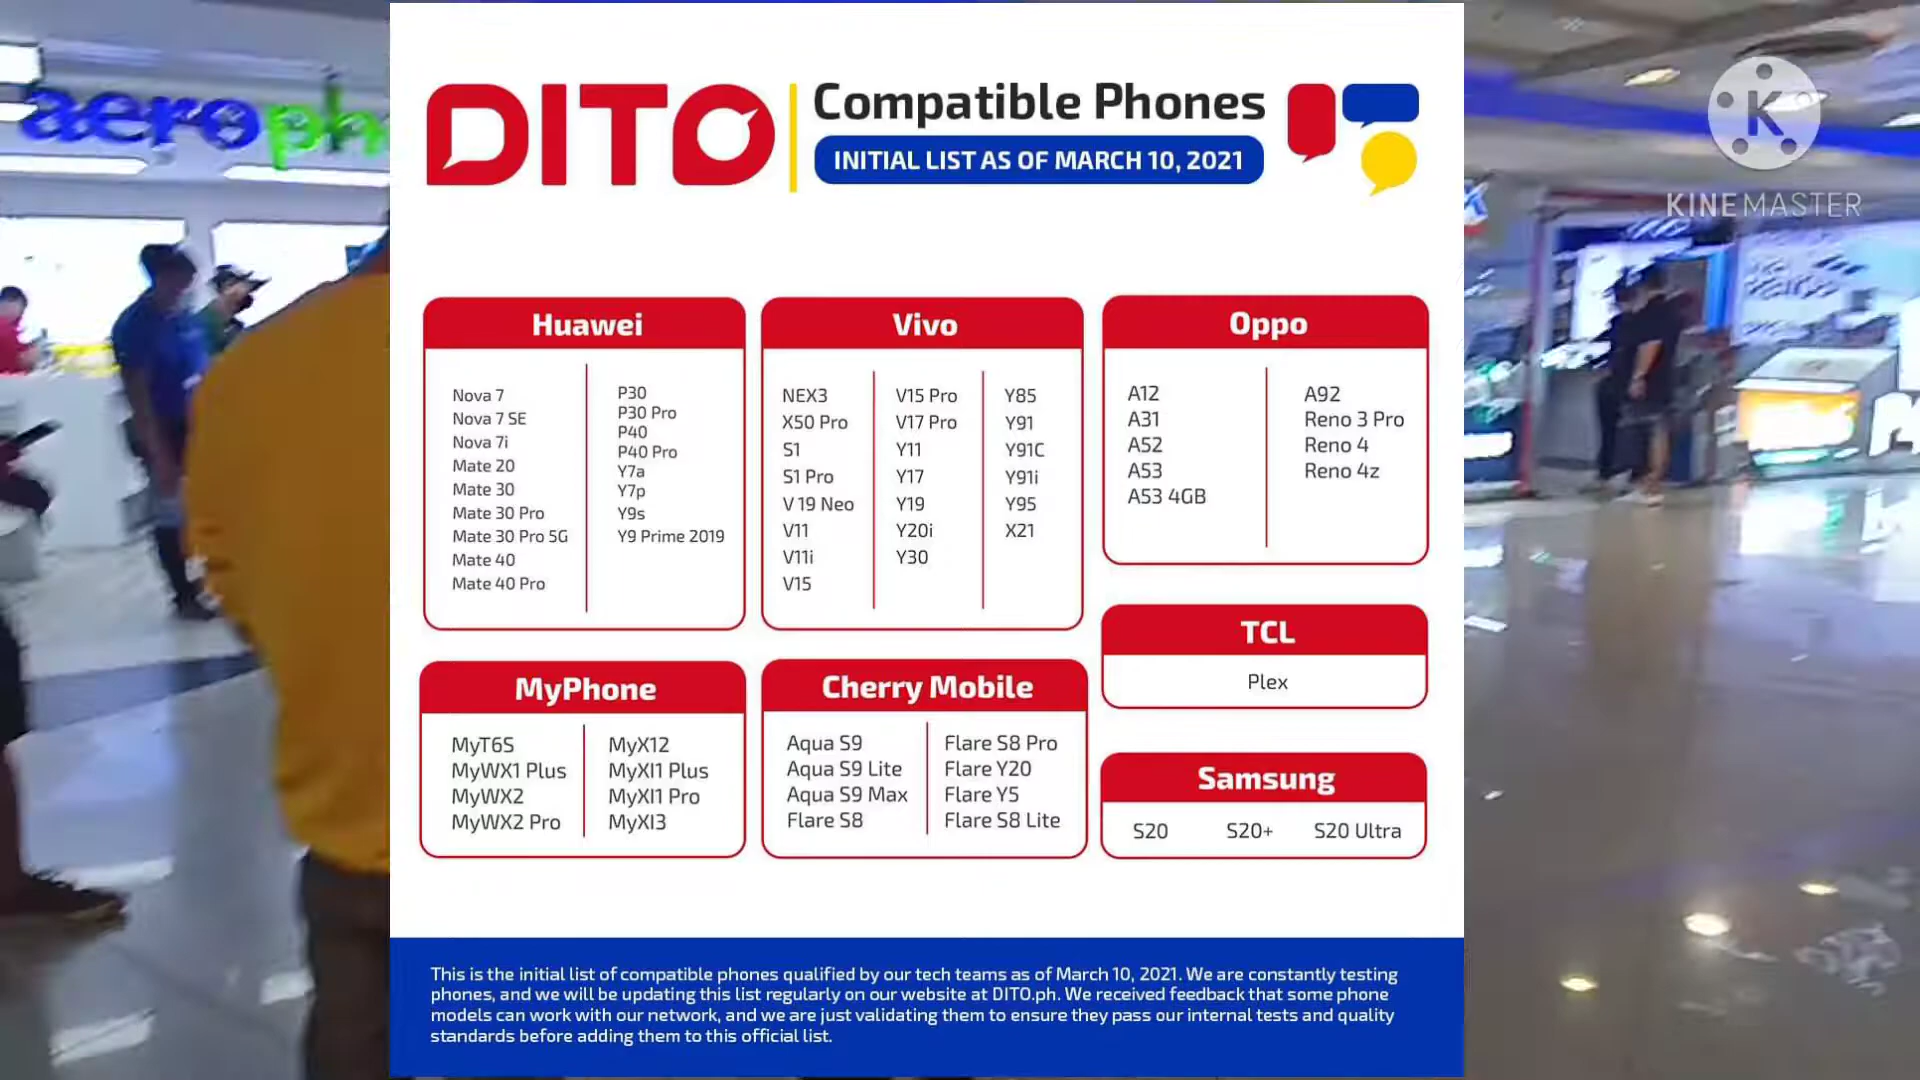 aeroph
DITO
Compatible Phones
INITIAL LIST AS OF MARCH 10, 2021
K
KINEMASTER
Huawei
Nova 7
Nova 7 SE
Nova 7i
Mate 20
Mate 30
Mate 30 Pro
Mate 30 Pro 5G
Mate 40
Mate 40 Pro
P30
P30 Pro
P40
P40 Pro
Y7a
Y7p
Y9s
Y9 Prime 2019
Vivo
NEX3
X50 Pro
S1
S1 Pro
V 19 Neo
V11
V11i
V15
V15 Pro
V17 Pro
Y11
Y17
Y19
Y20i
Y30
Y85
Y91
Y91C
Y91i
Y95
X21
Oppo
A12
A31
A52
A53
A53 4GB
A92
Reno 3 Pro
Reno 4
Reno 4z
TCL
Plex
MyPhone
MyT6S
MyWX1 Plus
MyWX2
MyWX2 Pro
MyX12
MyXI1 Plus
MyXI1 Pro
MyXI3
Cherry Mobile
Aqua S9
Aqua S9 Lite
Aqua S9 Max
Flare S8
Flare S8 Pro
Flare Y20
Flare Y5
Flare S8 Lite
Samsung
S20 S20+ S20 Ultra
This is the initial list of compatible phones qualified by our tech teams as of March 10, 2021. We are constantly testing
phones, and we will be updating this list regularly on our website at DITO.ph. We received feedback that some phone
models can work with our network, and we are just validating them to ensure they pass our internal tests and quality
standards before adding them to this official list.